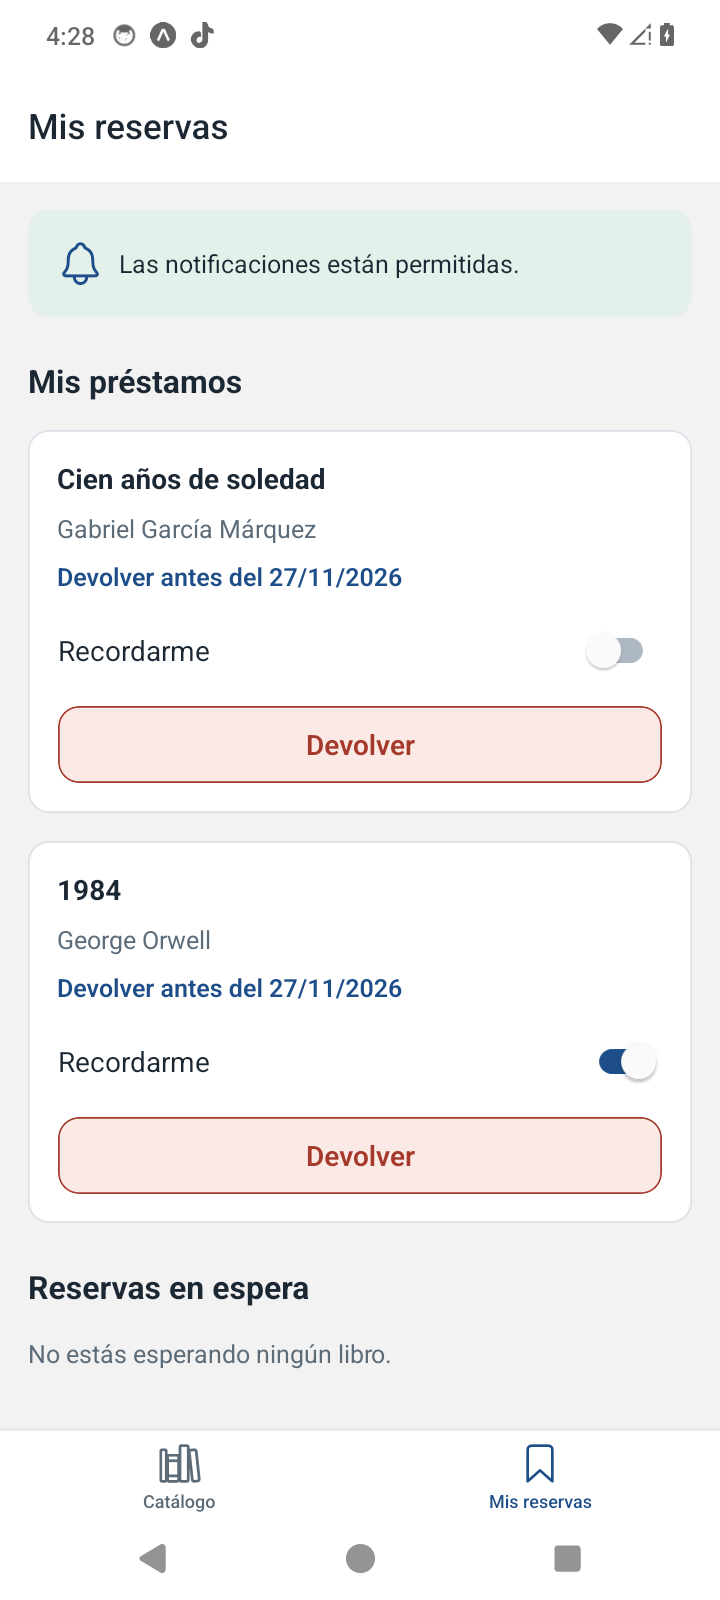 4:28
Mis reservas
Las notificaciones están permitidas.
Mis préstamos
Cien años de soledad
Gabriel García Márquez
Devolver antes del 27/11/2026
Recordarme
Devolver
1984
George Orwell
Devolver antes del 27/11/2026
Recordarme
Devolver
Reservas en espera
No estás esperando ningún libro.
Catálogo
Mis reservas